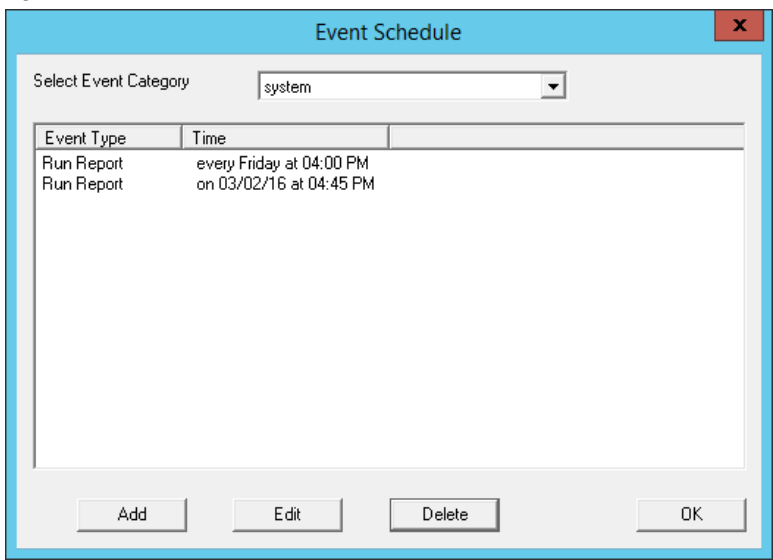 Event Schedule
x
Select Event Category system
Event Type Time
Run Report every Friday at 04:00 PM
Run Report on 03/02/16 at 04:45 PM
Add Edit Delete OK